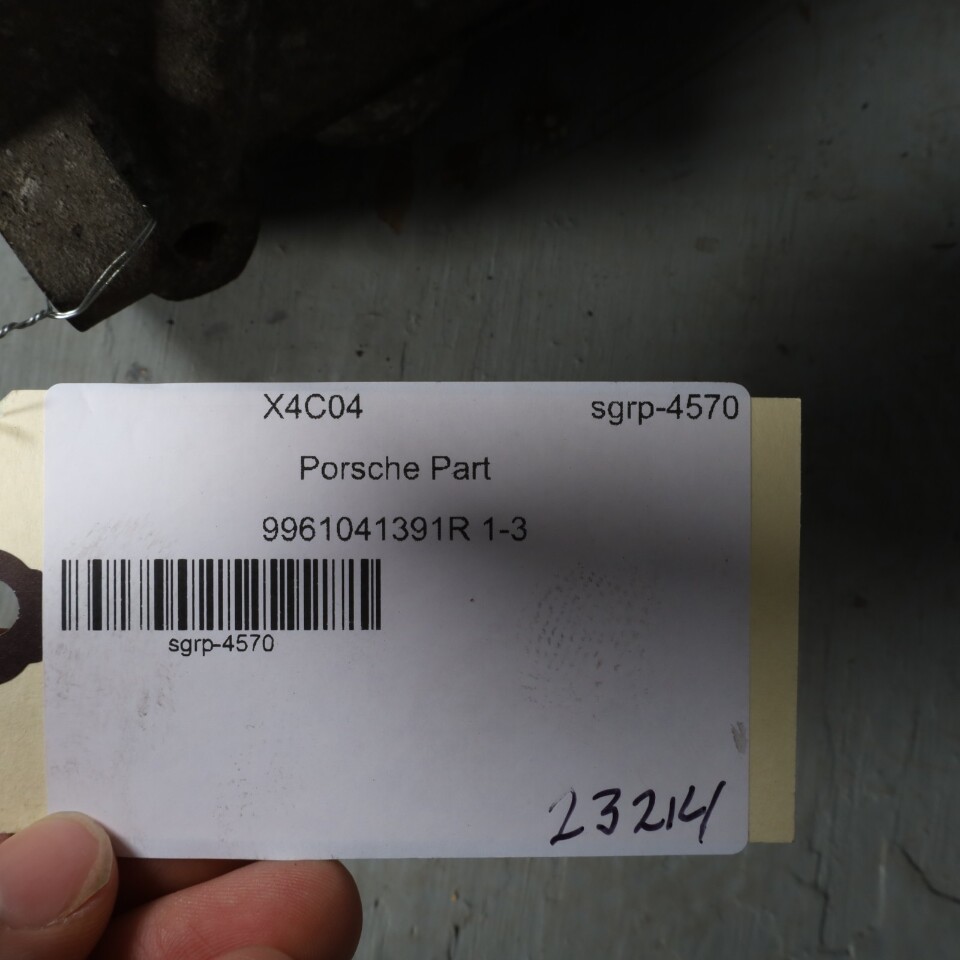 X4C04 sgrp-4570
Porsche Part
9961041391R 1-3
sgrp-4570
23214